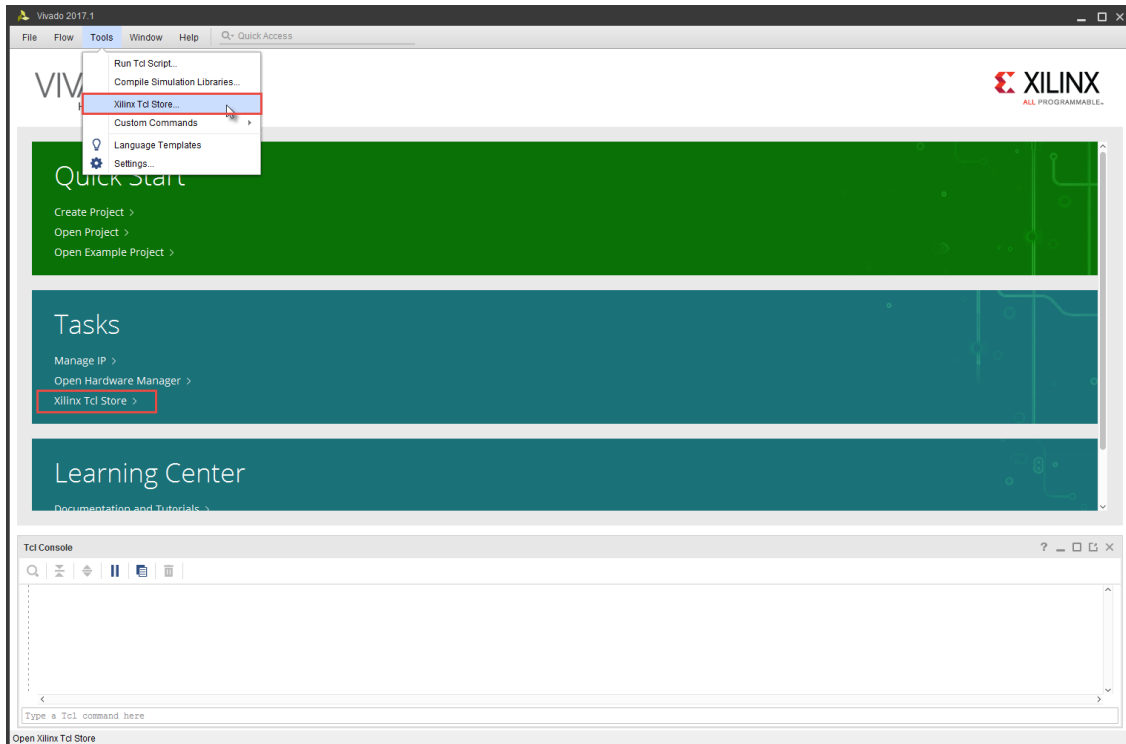 Vivado 2017.1
File Flow Tools Window Help Quick Access
Run Tcl Script...
Compile Simulation Libraries...
Xilinx Tcl Store...
Custom Commands
Language Templates
Settings...
XILINX
ALL PROGRAMMABLE.
Quick Start
Create Project >
Open Project >
Open Example Project >
Tasks
Manage IP >
Open Hardware Manager >
Xilinx Tcl Store >
Learning Center
Documentation and Tutorials >
Tcl Console
Type a Tcl command here
Open Xilinx Tcl Store